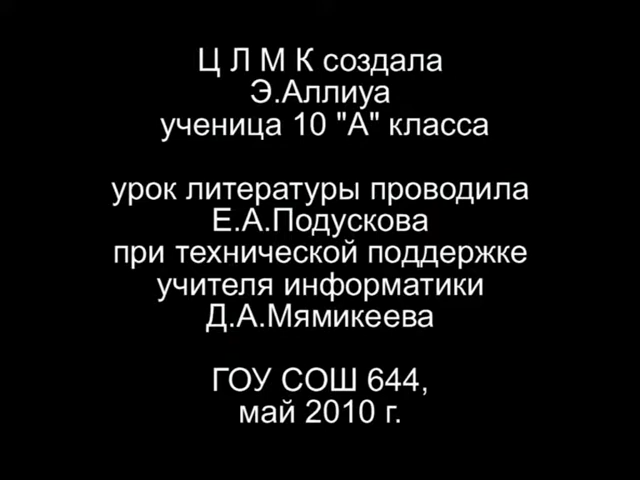 Ц Л М К создала
Э.Аллиуа
ученица 10 "А" класса
урок литературы проводила
Е.А.Подускова
при технической поддержке
учителя информатики
Д.А.Мямикеева
ГОУ СОШ 644,
май 2010 г.